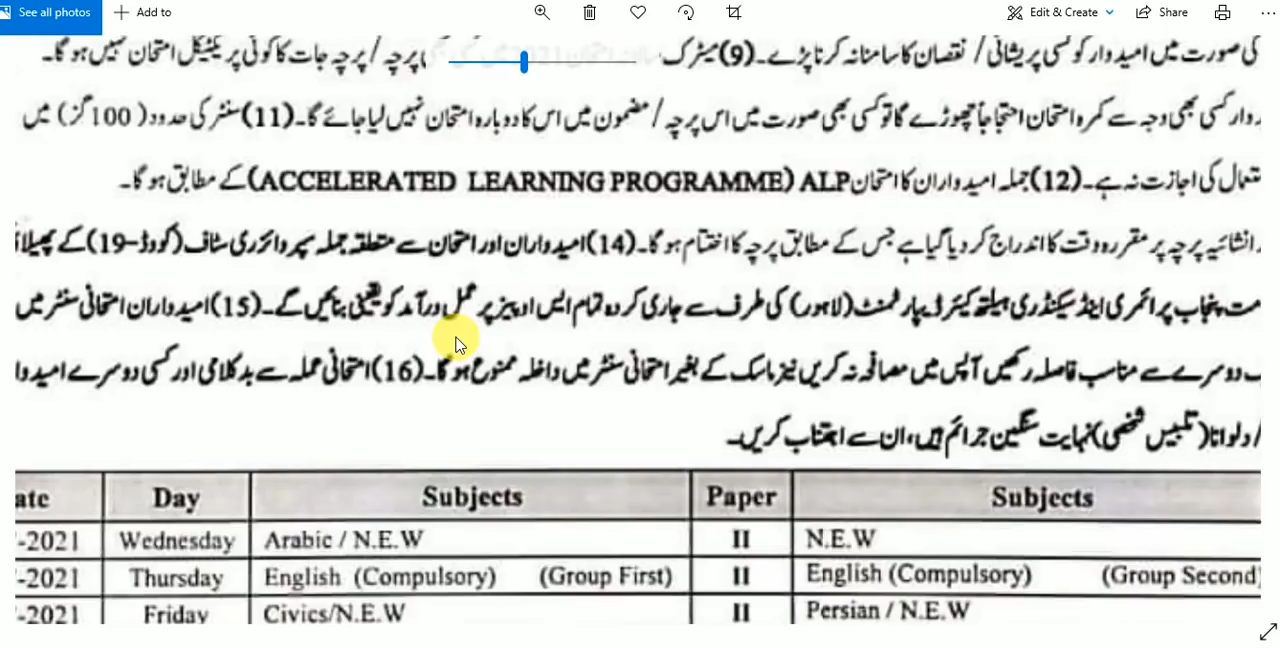 See all photos
Add to
Edit & Create
Share
کی صورت میں امیدوار کو کسی پریشانی / نقصان کا سامنا نہ کرنا پڑے۔(9)میٹرک پرچہ / پرچہ جات کا کوئی پریکٹیکل امتحان نہیں ہو گا۔
وار کسی بھی وجہ سے کمرہ امتحان احتجاجاً چھوڑے گا تو کسی بھی صورت میں اس پرچہ / مضمون میں اس کا دوبارہ امتحان نہیں لیا جائے گا۔(11)سنٹر کی حدود (100 گز) میں
کی اجازت نہ ہے۔(12)جملہ امیدواران کا امتحان ALP (ACCELERATED LEARNING PROGRAMME) کے مطابق ہو گا۔
انشائیہ پرچہ پر مقررہ وقت کا اندراج کر دیا گیا ہے جس کے مطابق پرچہ کا اختتام ہو گا۔(14)امیدواران اور امتحان سے متعلقہ جملہ سپروائزری سٹاف (کووڈ-19) کے
پنجاب پرائمری اینڈ سیکنڈری ہیلتھ کیئر ڈیپارٹمنٹ (لاہور) کی طرف سے جاری کردہ تمام ایس او پیز پر عمل درآمد کو یقینی بنائیں گے۔(15)امیدواران امتحانی سنٹر میں
دوسرے سے مناسب فاصلہ رکھیں آپس میں مصافحہ نہ کریں نیز ماسک کے بغیر امتحانی سنٹر میں داخلہ ممنوع ہو گا۔(16)امتحانی عملہ سے بدکلامی اور کسی دوسرے
/ دلوانا (تلبیس شخصی) نہایت سنگین جرائم ہیں، ان سے اجتناب کریں۔
ate Day Subjects Paper Subjects
-2021 Wednesday Arabic / N.E.W II N.E.W
-2021 Thursday English (Compulsory) (Group First) II English (Compulsory) (Group Second)
-2021 Friday Civics/N.E.W II Persian / N.E.W